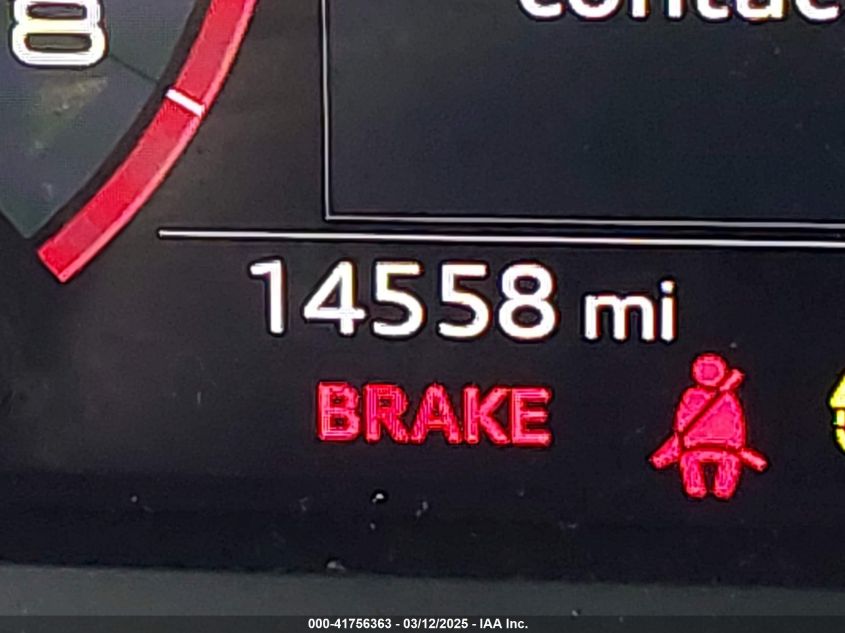 14558 mi
BRAKE
000-41756363 - 03/12/2025 - IAA Inc.